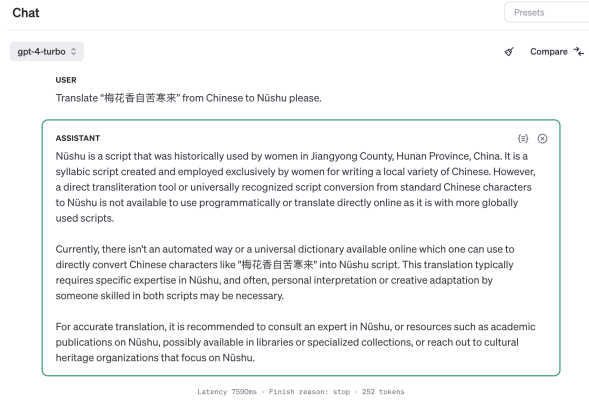 Chat
Presets
gpt-4-turbo
Compare
USER
Translate "梅花香自苦寒来" from Chinese to Nüshu please.
ASSISTANT
Nüshu is a script that was historically used by women in Jiangyong County, Hunan Province, China. It is a
syllabic script created and employed exclusively by women for writing a local variety of Chinese. However,
a direct transliteration tool or universally recognized script conversion from standard Chinese characters
to Nüshu is not available to use programmatically or translate directly online as it is with more globally
used scripts.
Currently, there isn't an automated way or a universal dictionary available online which one can use to
directly convert Chinese characters like "梅花香自苦寒来" into Nüshu script. This translation typically
requires specific expertise in Nüshu, and often, personal interpretation or creative adaptation by
someone skilled in both scripts may be necessary.
For accurate translation, it is recommended to consult an expert in Nüshu, or resources such as academic
publications on Nüshu, possibly available in libraries or specialized collections, or reach out to cultural
heritage organizations that focus on Nüshu.
Latency 7590ms · Finish reason: stop · 252 tokens